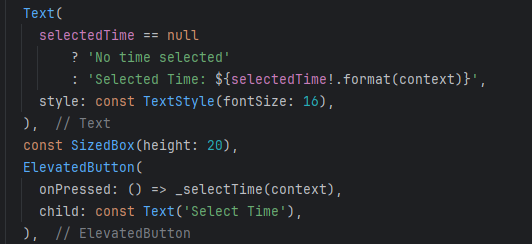 Text(
selectedTime == null
? 'No time selected'
: 'Selected Time: ${selectedTime!.format(context)}',
style: const TextStyle(fontSize: 16),
), // Text
const SizedBox(height: 20),
ElevatedButton(
onPressed: () => _selectTime(context),
child: const Text('Select Time'),
), // ElevatedButton